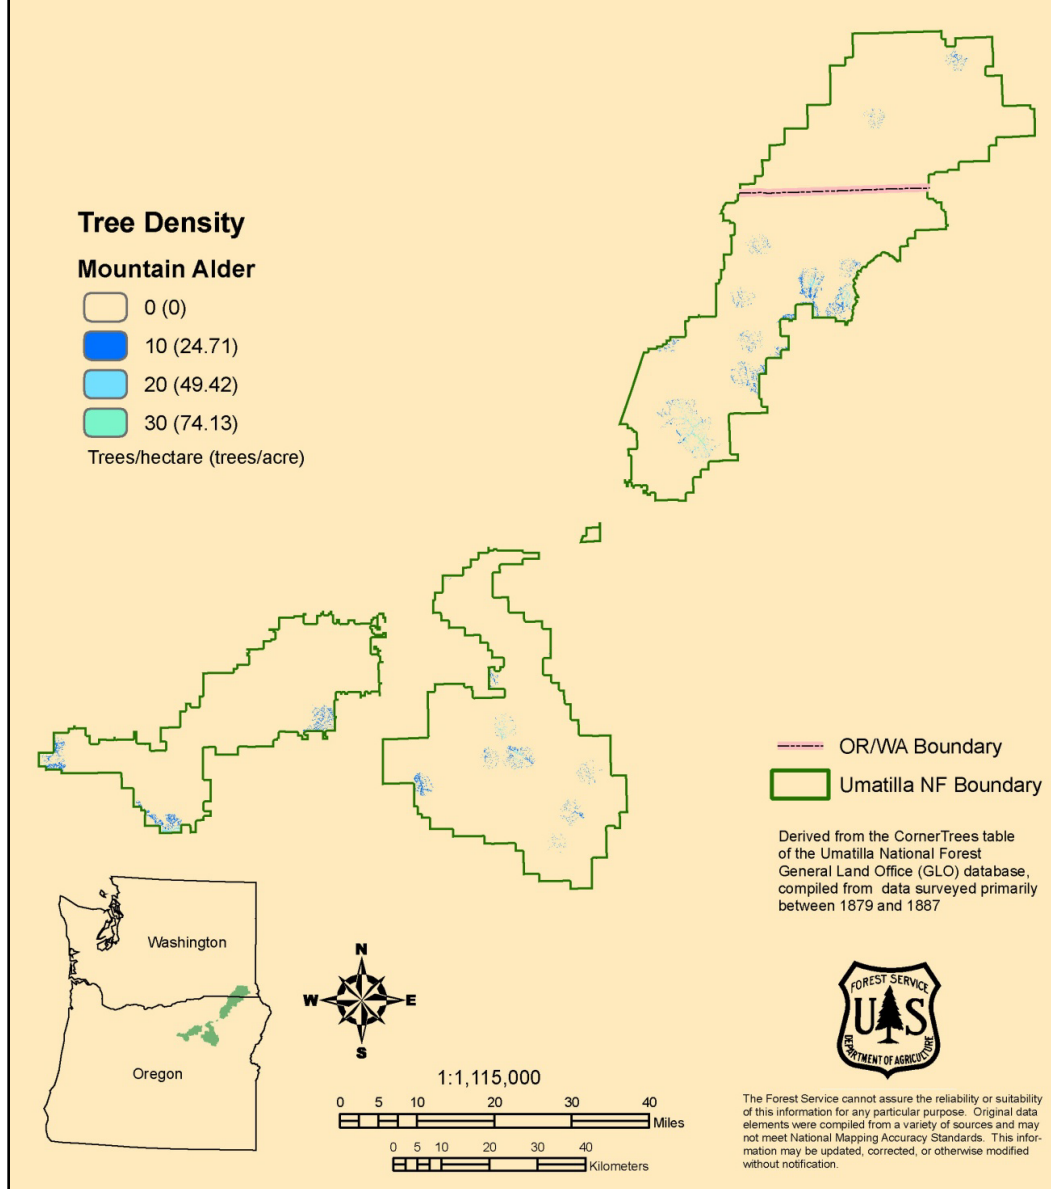 Tree Density
Mountain Alder
0 (0)
10 (24.71)
20 (49.42)
30 (74.13)
Trees/hectare (trees/acre)
OR/WA Boundary
Umatilla NF Boundary
Derived from the CornerTrees table
of the Umatilla National Forest
General Land Office (GLO) database,
compiled from data surveyed primarily
between 1879 and 1887
Washington
Oregon
N
W E
S
FOREST SERVICE
U S
DEPARTMENT OF AGRICULTURE
1:1,115,000
0 5 10 20 30 40
Miles
0 5 10 20 30 40
Kilometers
The Forest Service cannot assure the reliability or suitability
of this information for any particular purpose. Original data
elements were compiled from a variety of sources and may
not meet National Mapping Accuracy Standards. This infor-
mation may be updated, corrected, or otherwise modified
without notification.